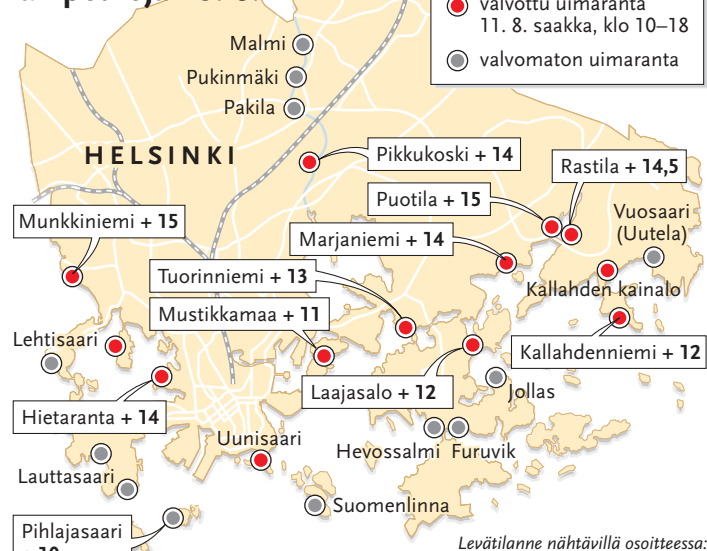 valvottu uimaranta
11. 8. saakka, klo 10–18
valvomaton uimaranta
Malmi
Pukinmäki
Pakila
HELSINKI
Pikkukoski + 14
Rastila + 14,5
Puotila + 15
Vuosaari
(Uutela)
Munkkiniemi + 15
Marjaniemi + 14
Tuorinniemi + 13
Kallahden kainalo
Mustikkamaa + 11
Lehtisaari
Kallahdenniemi + 12
Laajasalo + 12
Jollas
Hietaranta + 14
Uunisaari
Hevossalmi
Furuvik
Lauttasaari
Suomenlinna
Pihlajasaari
Levätilanne nähtävillä osoitteessa: